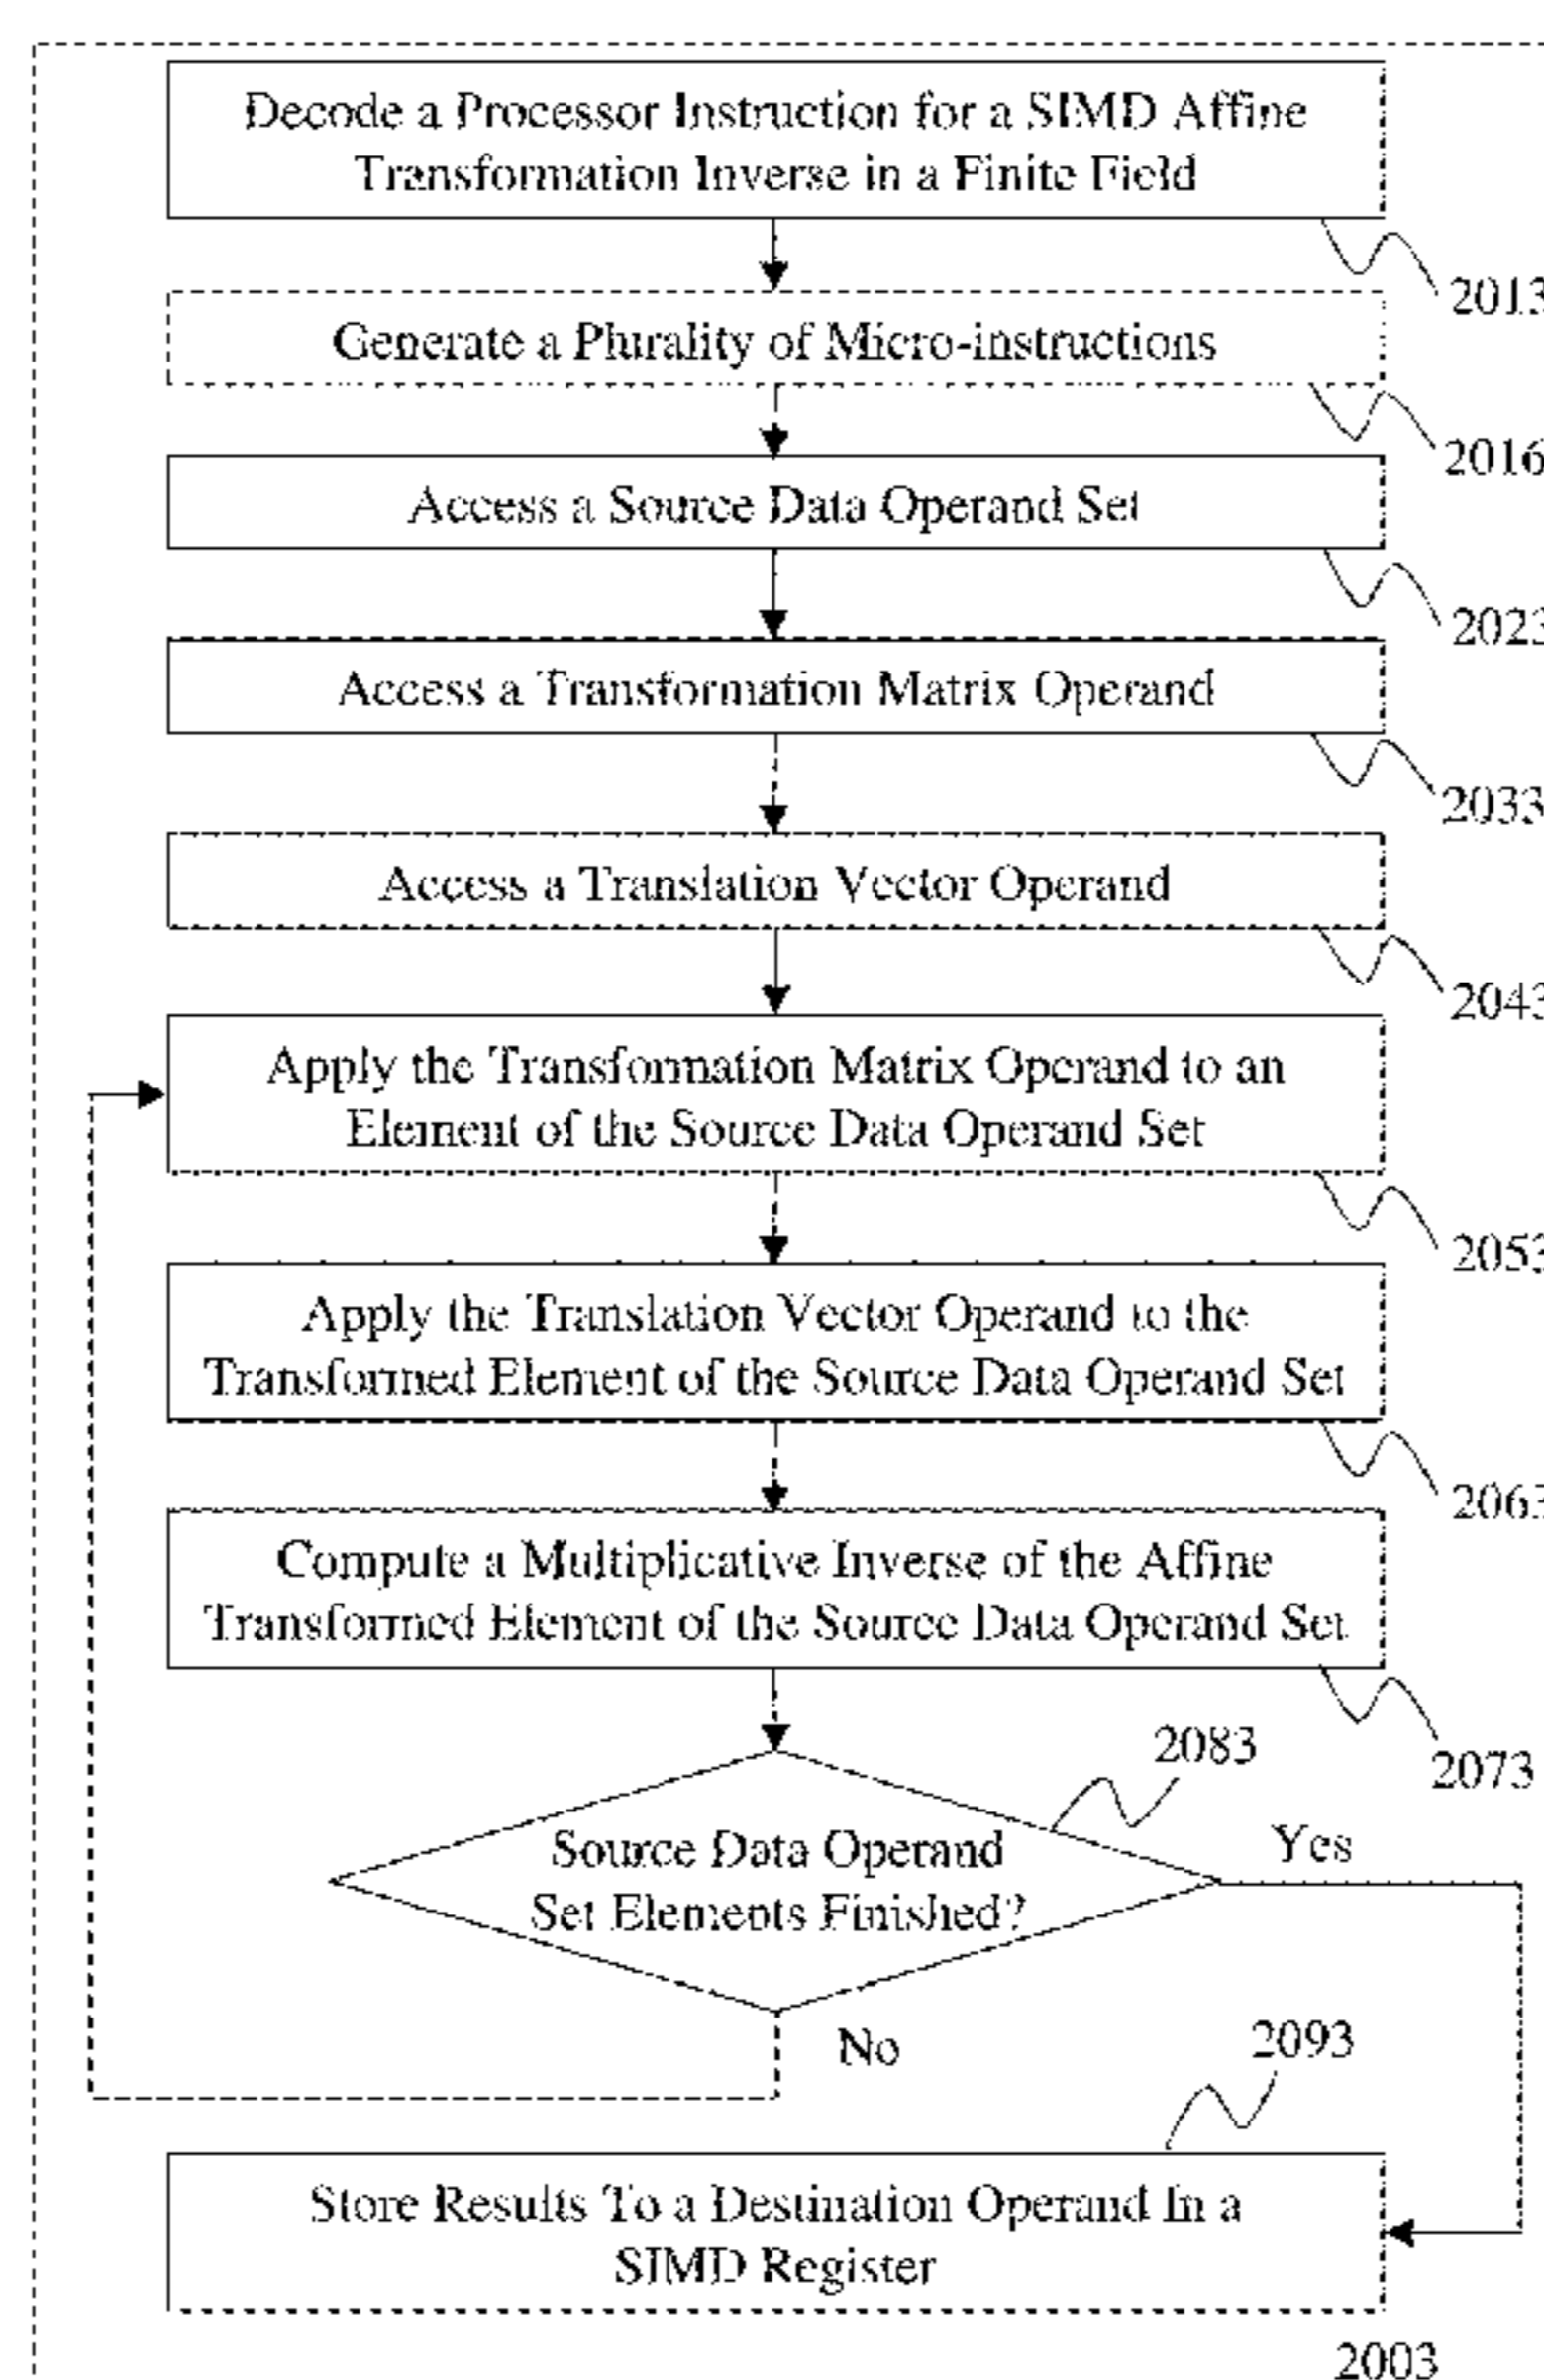 Decode a Processor Instruction for a SIMD Affine
Transformation Inverse in a Finite Field
2013
Generate a Plurality of Micro-instructions
2016
Access a Source Data Operand Set
2023
Access a Transformation Matrix Operand
2033
Access a Translation Vector Operand
2043
Apply the Transformation Matrix Operand to an
Element of the Source Data Operand Set
2053
Apply the Translation Vector Operand to the
Transformed Element of the Source Data Operand Set
2063
Compute a Multiplicative Inverse of the Affine
Transformed Element of the Source Data Operand Set
2073
2083
Source Data Operand
Set Elements Finished?
Yes
No
2093
Store Results To a Destination Operand In a
SIMD Register
2003